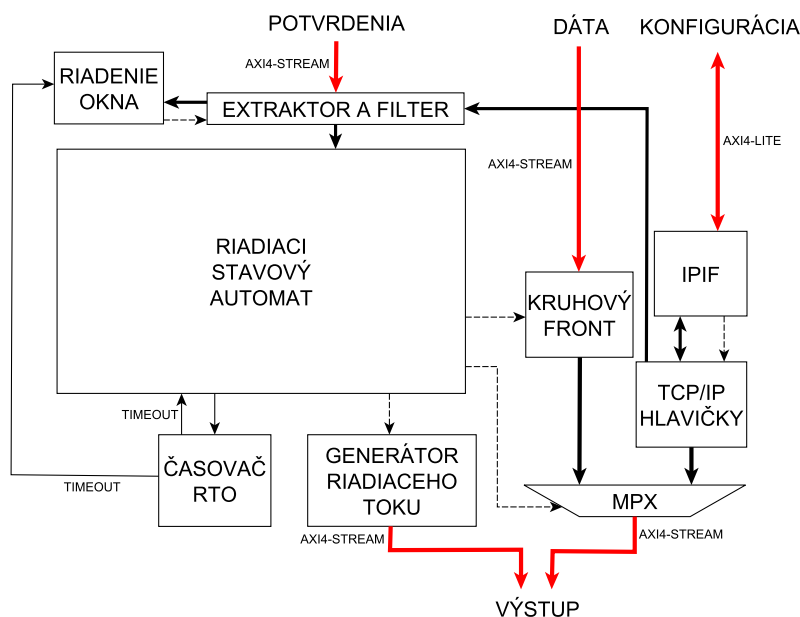 POTVRDENIA
DÁTA
KONFIGURÁCIA
AXI4-STREAM
RIADENIE
OKNA
EXTRAKTOR A FILTER
AXI4-STREAM
AXI4-LITE
RIADIACI
STAVOVÝ
AUTOMAT
IPIF
KRUHOVÝ
FRONT
TCP/IP
HLAVIČKY
TIMEOUT
ČASOVAČ
RTO
TIMEOUT
GENERÁTOR
RIADIACEHO
TOKU
MPX
AXI4-STREAM
AXI4-STREAM
VÝSTUP